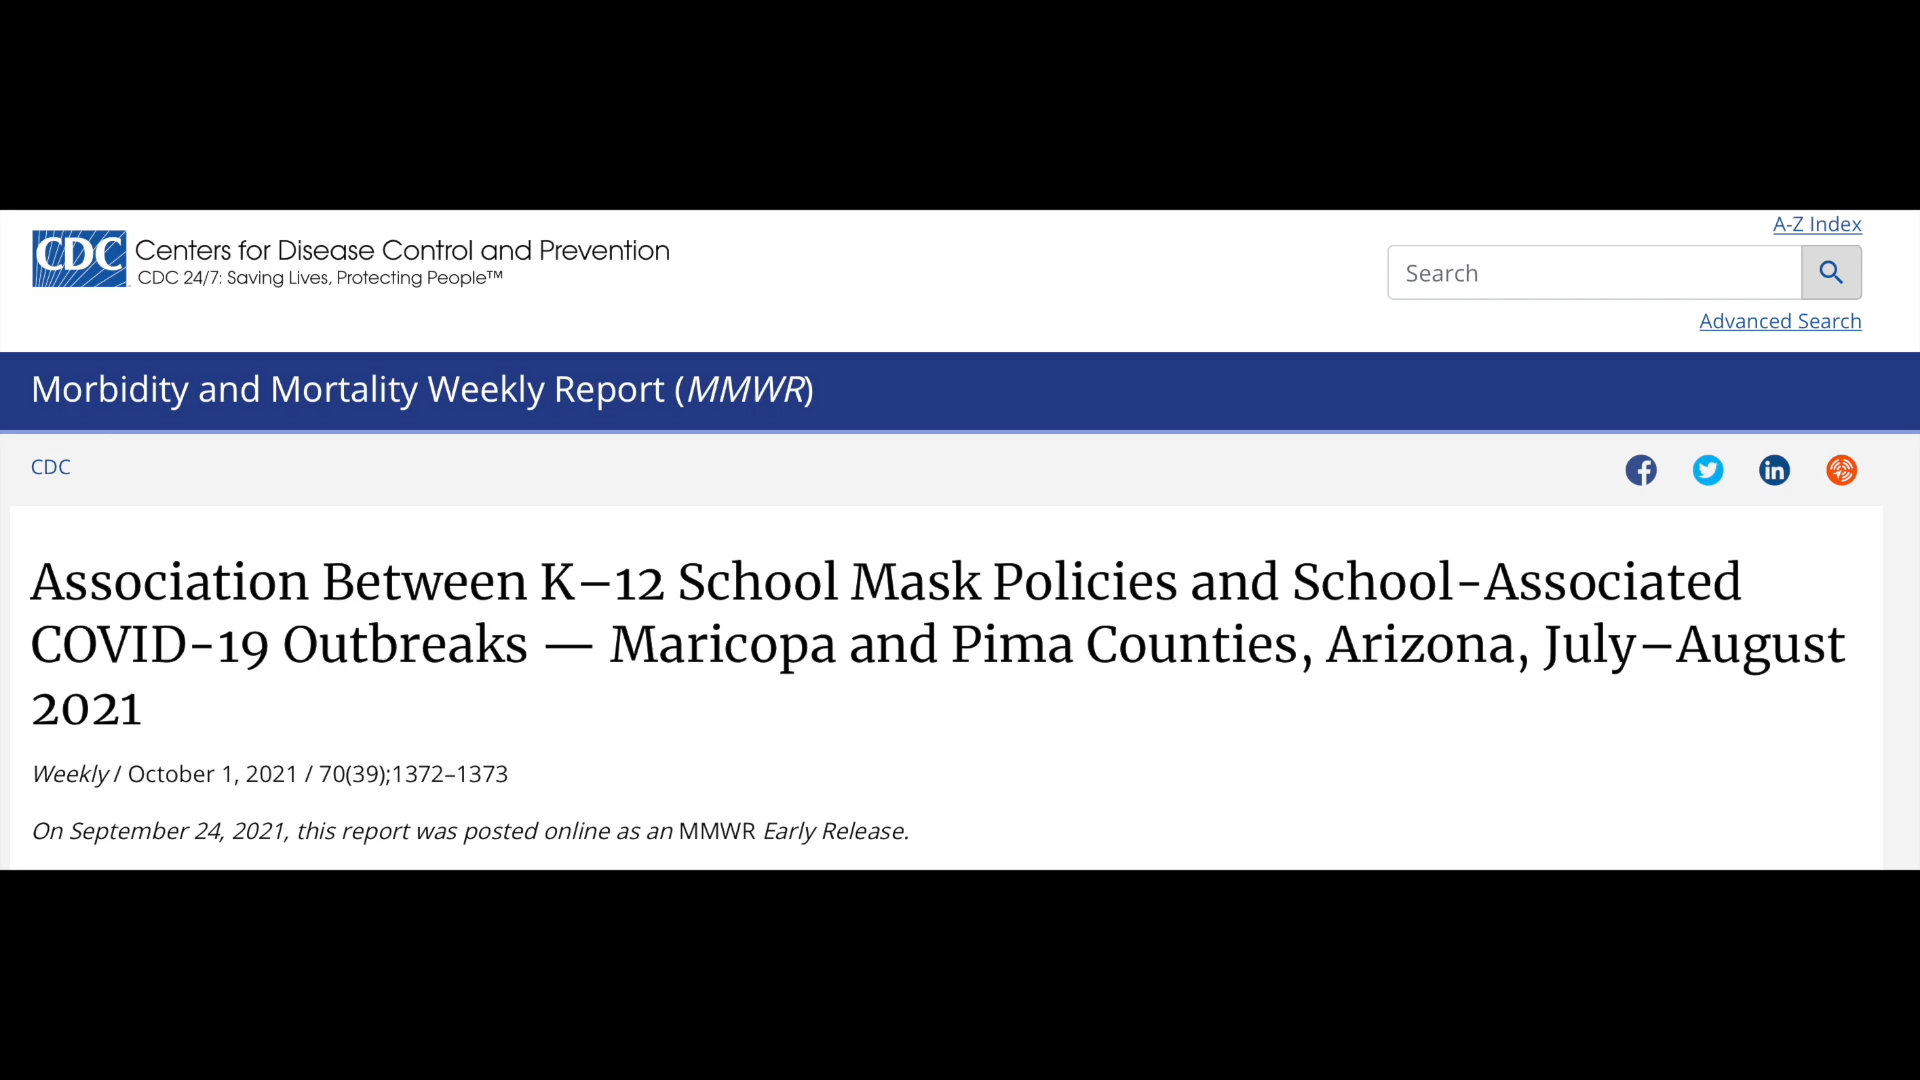 A-Z Index
CDC Centers for Disease Control and Prevention
CDC 24/7: Saving Lives, Protecting People™
Search
Advanced Search
Morbidity and Mortality Weekly Report (MMWR)
CDC
Association Between K–12 School Mask Policies and School-Associated
COVID-19 Outbreaks — Maricopa and Pima Counties, Arizona, July–August
2021
Weekly / October 1, 2021 / 70(39);1372–1373
On September 24, 2021, this report was posted online as an MMWR Early Release.